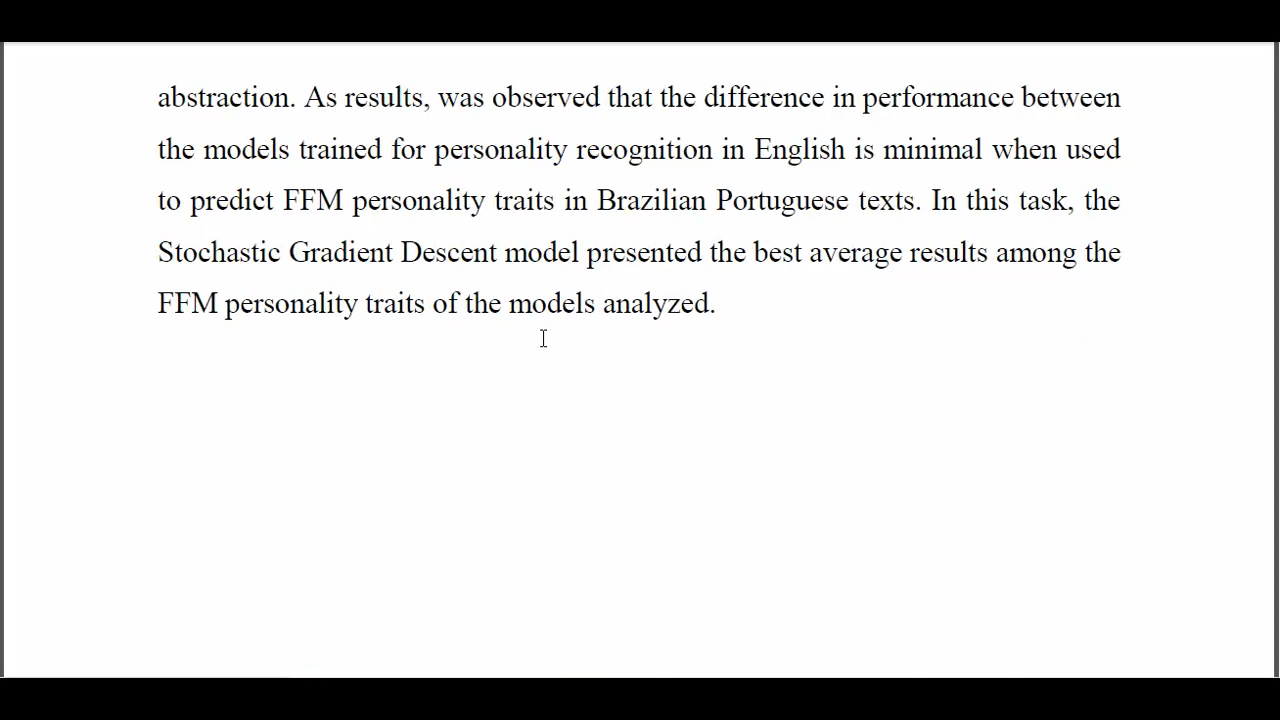 abstraction. As results, was observed that the difference in performance between
the models trained for personality recognition in English is minimal when used
to predict FFM personality traits in Brazilian Portuguese texts. In this task, the
Stochastic Gradient Descent model presented the best average results among the
FFM personality traits of the models analyzed.